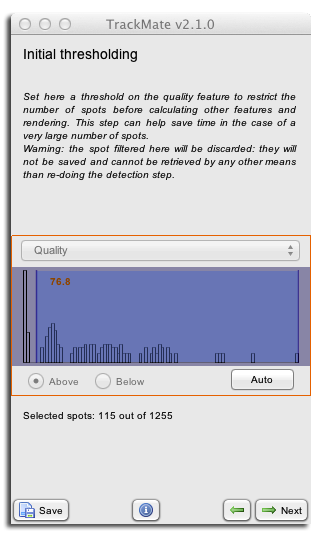 TrackMate v2.1.0
Initial thresholding
Set here a threshold on the quality feature to restrict the
number of spots before calculating other features and
rendering. This step can help save time in the case of a
very large number of spots.
Warning: the spot filtered here will be discarded: they will
not be saved and cannot be retrieved by any other means
than re-doing the detection step.
Quality
76.8
Above Below Auto
Selected spots: 115 out of 1255
Save Next